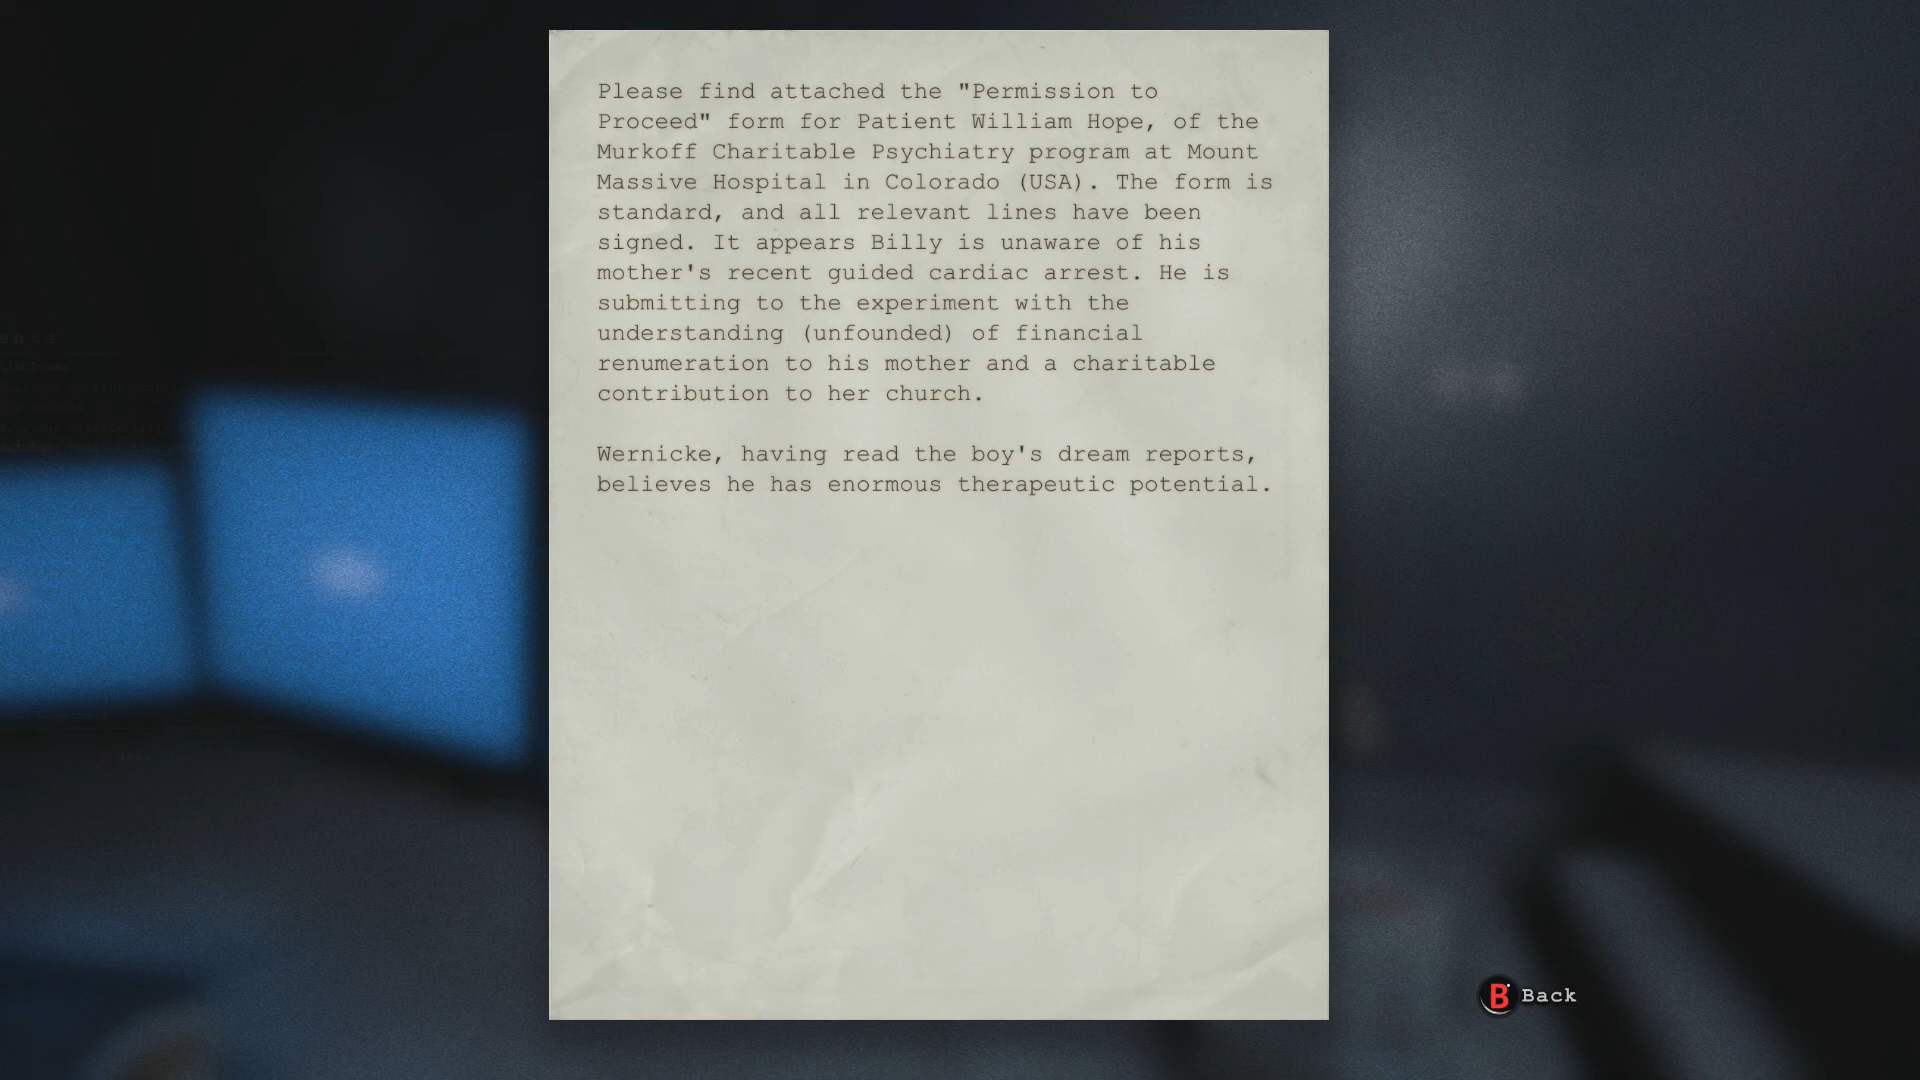 Please find attached the "Permission to
Proceed" form for Patient William Hope, of the
Murkoff Charitable Psychiatry program at Mount
Massive Hospital in Colorado (USA). The form is
standard, and all relevant lines have been
signed. It appears Billy is unaware of his
mother's recent guided cardiac arrest. He is
submitting to the experiment with the
understanding (unfounded) of financial
renumeration to his mother and a charitable
contribution to her church.
Wernicke, having read the boy's dream reports,
believes he has enormous therapeutic potential.
B Back